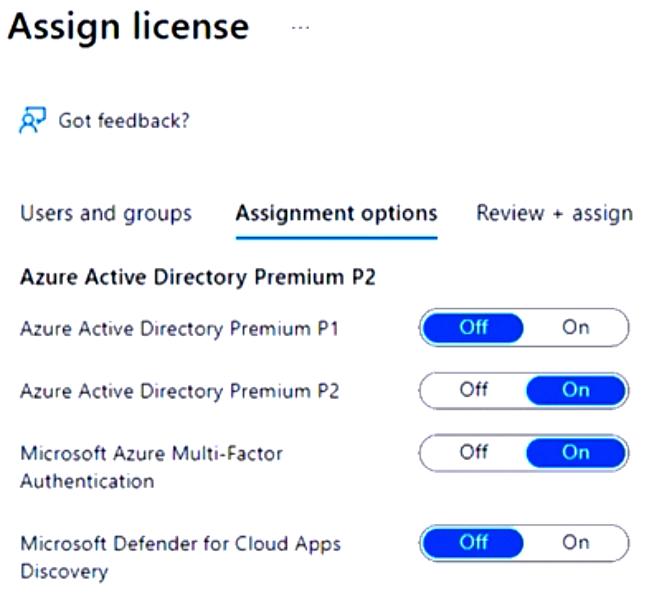 Assign license ...
Got feedback?
Users and groups Assignment options Review + assign
Azure Active Directory Premium P2
Azure Active Directory Premium P1 Off On
Azure Active Directory Premium P2 Off On
Microsoft Azure Multi-Factor Off On
Authentication
Microsoft Defender for Cloud Apps Off On
Discovery